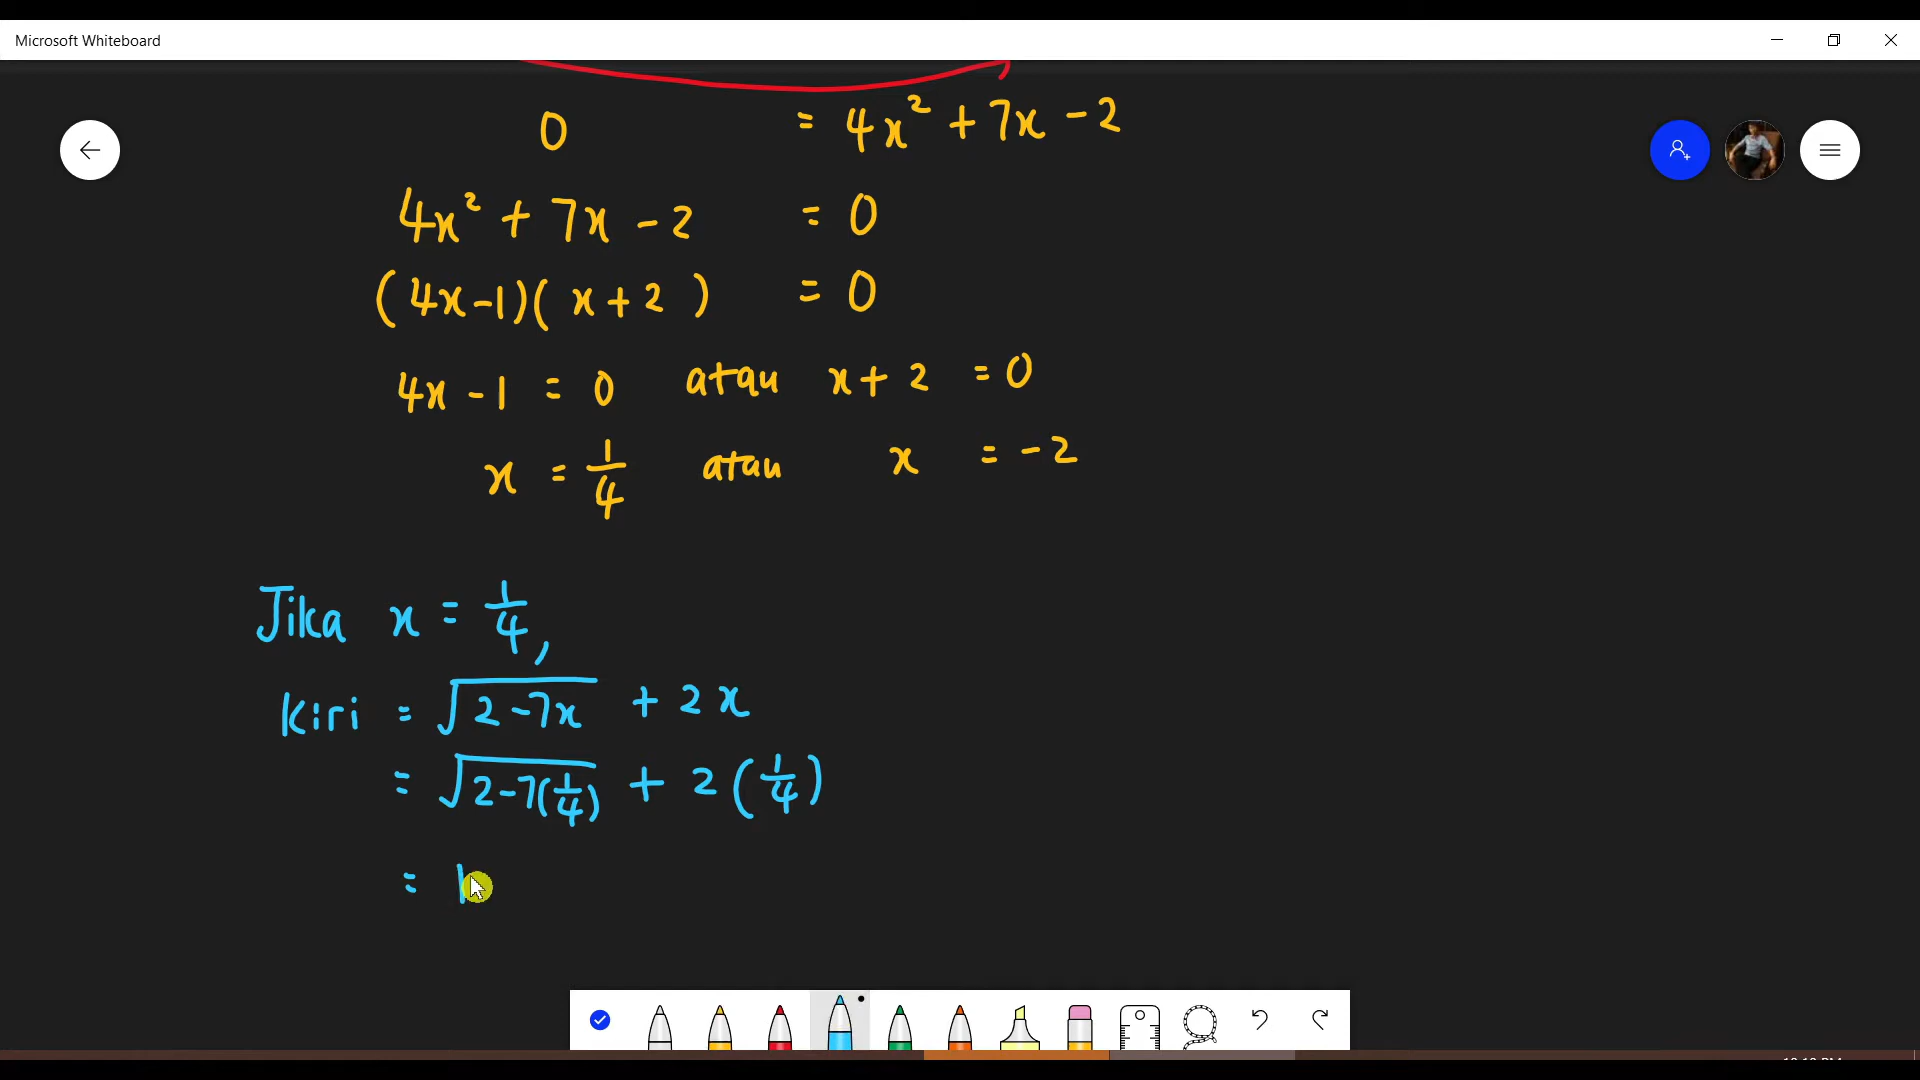 Microsoft Whiteboard
0 = 4x² + 7x - 2
4x² + 7x - 2 = 0
(4x-1)(x+2) = 0
4x - 1 = 0 atau x + 2 = 0
x = 1/4 atau x = -2
Jika x = 1/4,
kiri = √(2-7x) + 2x
= √(2-7(1/4)) + 2(1/4)
=